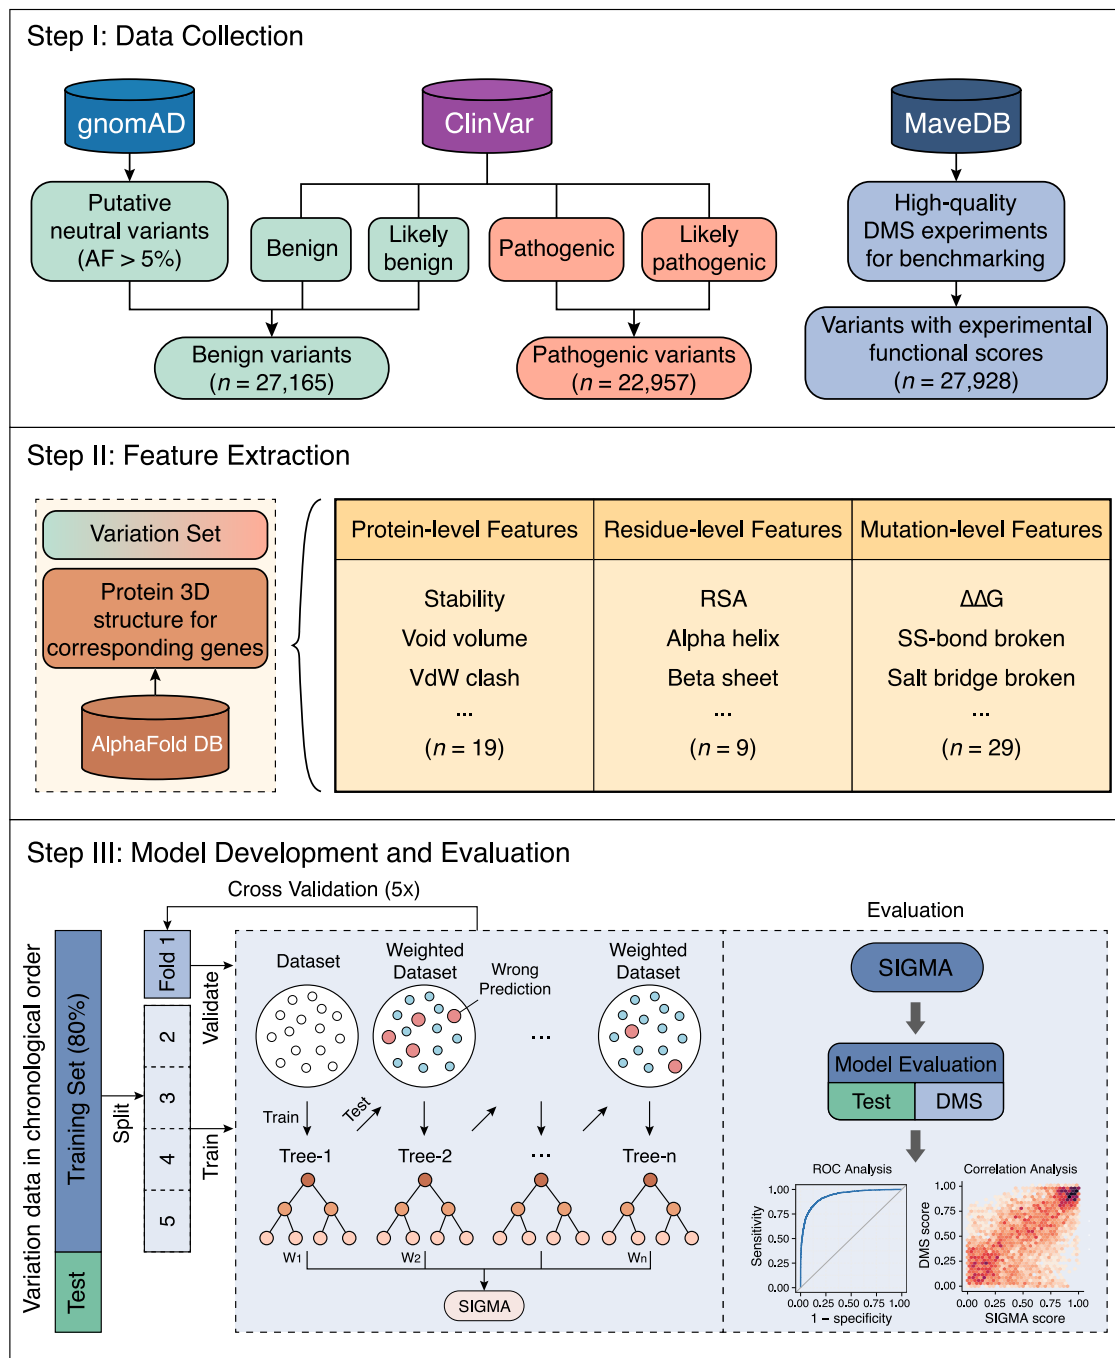 Step I: Data Collection
gnomAD
ClinVar
MaveDB
Putative
neutral variants
(AF > 5%)
Benign
Likely
benign
Pathogenic
Likely
pathogenic
High-quality
DMS experiments
for benchmarking
Benign variants
(n = 27,165)
Pathogenic variants
(n = 22,957)
Variants with experimental
functional scores
(n = 27,928)
Step II: Feature Extraction
Variation Set
Protein 3D
structure for
corresponding genes
AlphaFold DB
Protein-level Features
Stability
Void volume
VdW clash
...
(n = 19)
Residue-level Features
RSA
Alpha helix
Beta sheet
...
(n = 9)
Mutation-level Features
ΔΔG
SS-bond broken
Salt bridge broken
...
(n = 29)
Step III: Model Development and Evaluation
Cross Validation (5x)
Variation data in chronological order
Training Set (80%)
Test
Split
Fold 1
2
3
4
5
Validate
Train
Dataset
Weighted
Dataset
Wrong
Prediction
...
Weighted
Dataset
Train
Test
Tree-1
Tree-2
...
Tree-n
W1
W2
Wn
SIGMA
Evaluation
SIGMA
Model Evaluation
Test
DMS
ROC Analysis
Sensitivity
1.00
0.75
0.50
0.25
0.00
0.00 0.25 0.50 0.75 1.00
1 − specificity
Correlation Analysis
DMS score
1.00
0.75
0.50
0.25
0.00
0.00 0.25 0.50 0.75 1.00
SIGMA score